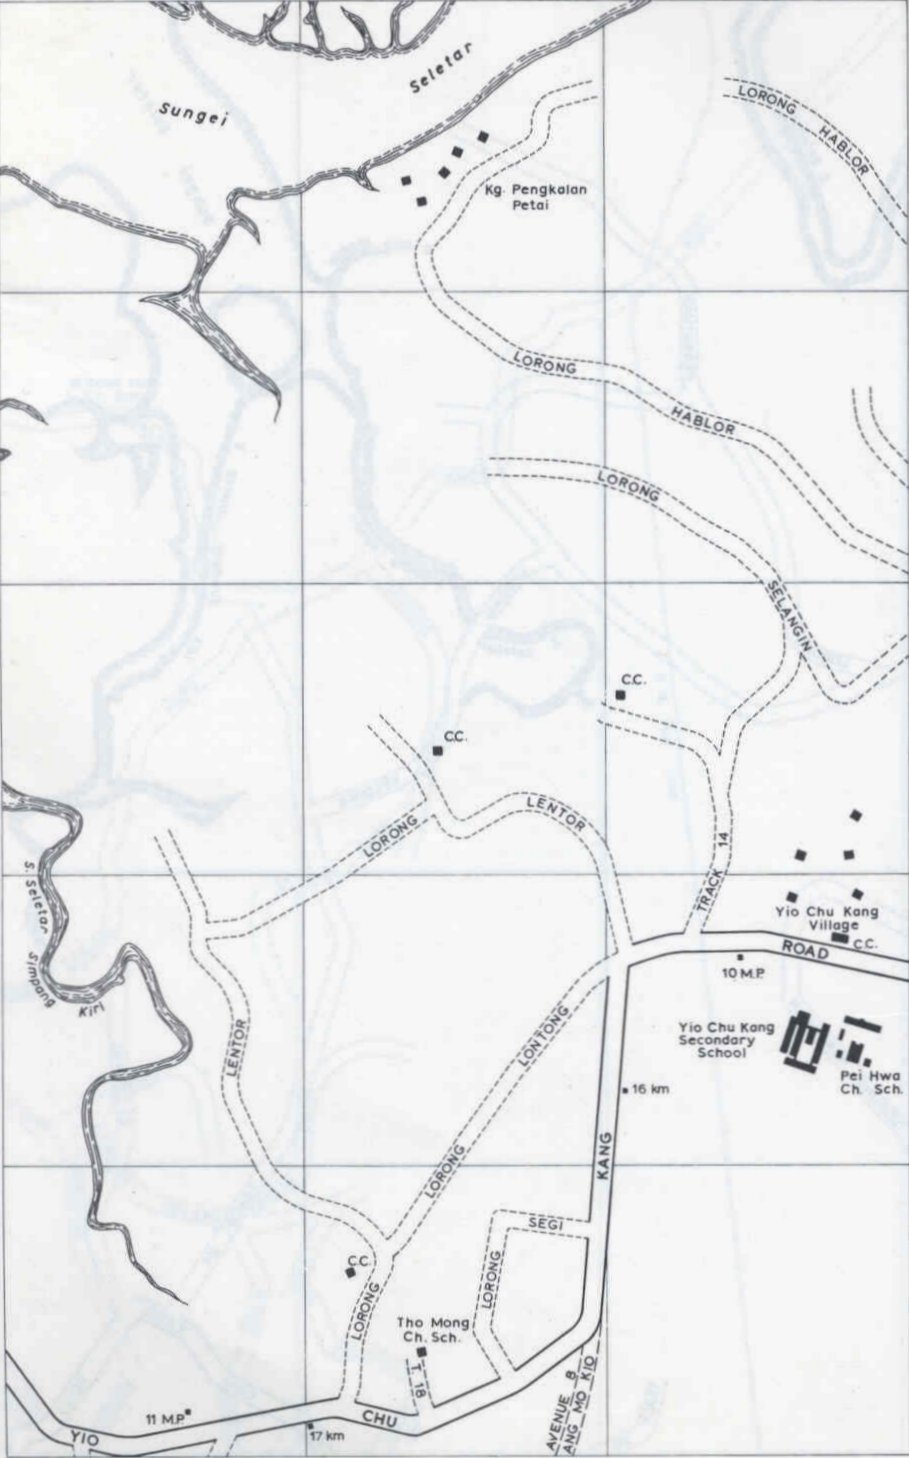 Sungei
Seletar
LORONG
HABLOR
Kg. Pengkalan
Petai
LORONG
HABLOR
LORONG
SELANGIN
C.C.
C.C.
LENTOR
LORONG
TRACK 14
S. Seletar
Simpang
Kiri
Yio Chu Kang
Village
C.C.
ROAD
10 M.P.
LENTOR
LONTONG
LORONG
Yio Chu Kang
Secondary
School
Pei Hwa
Ch. Sch.
16 km
KANG
SEGI
LORONG
C.C.
LORONG
Tho Mong
Ch. Sch.
T. 18
AVENUE 8
ANG MO KIO
11 M.P.
YIO
17 km
CHU